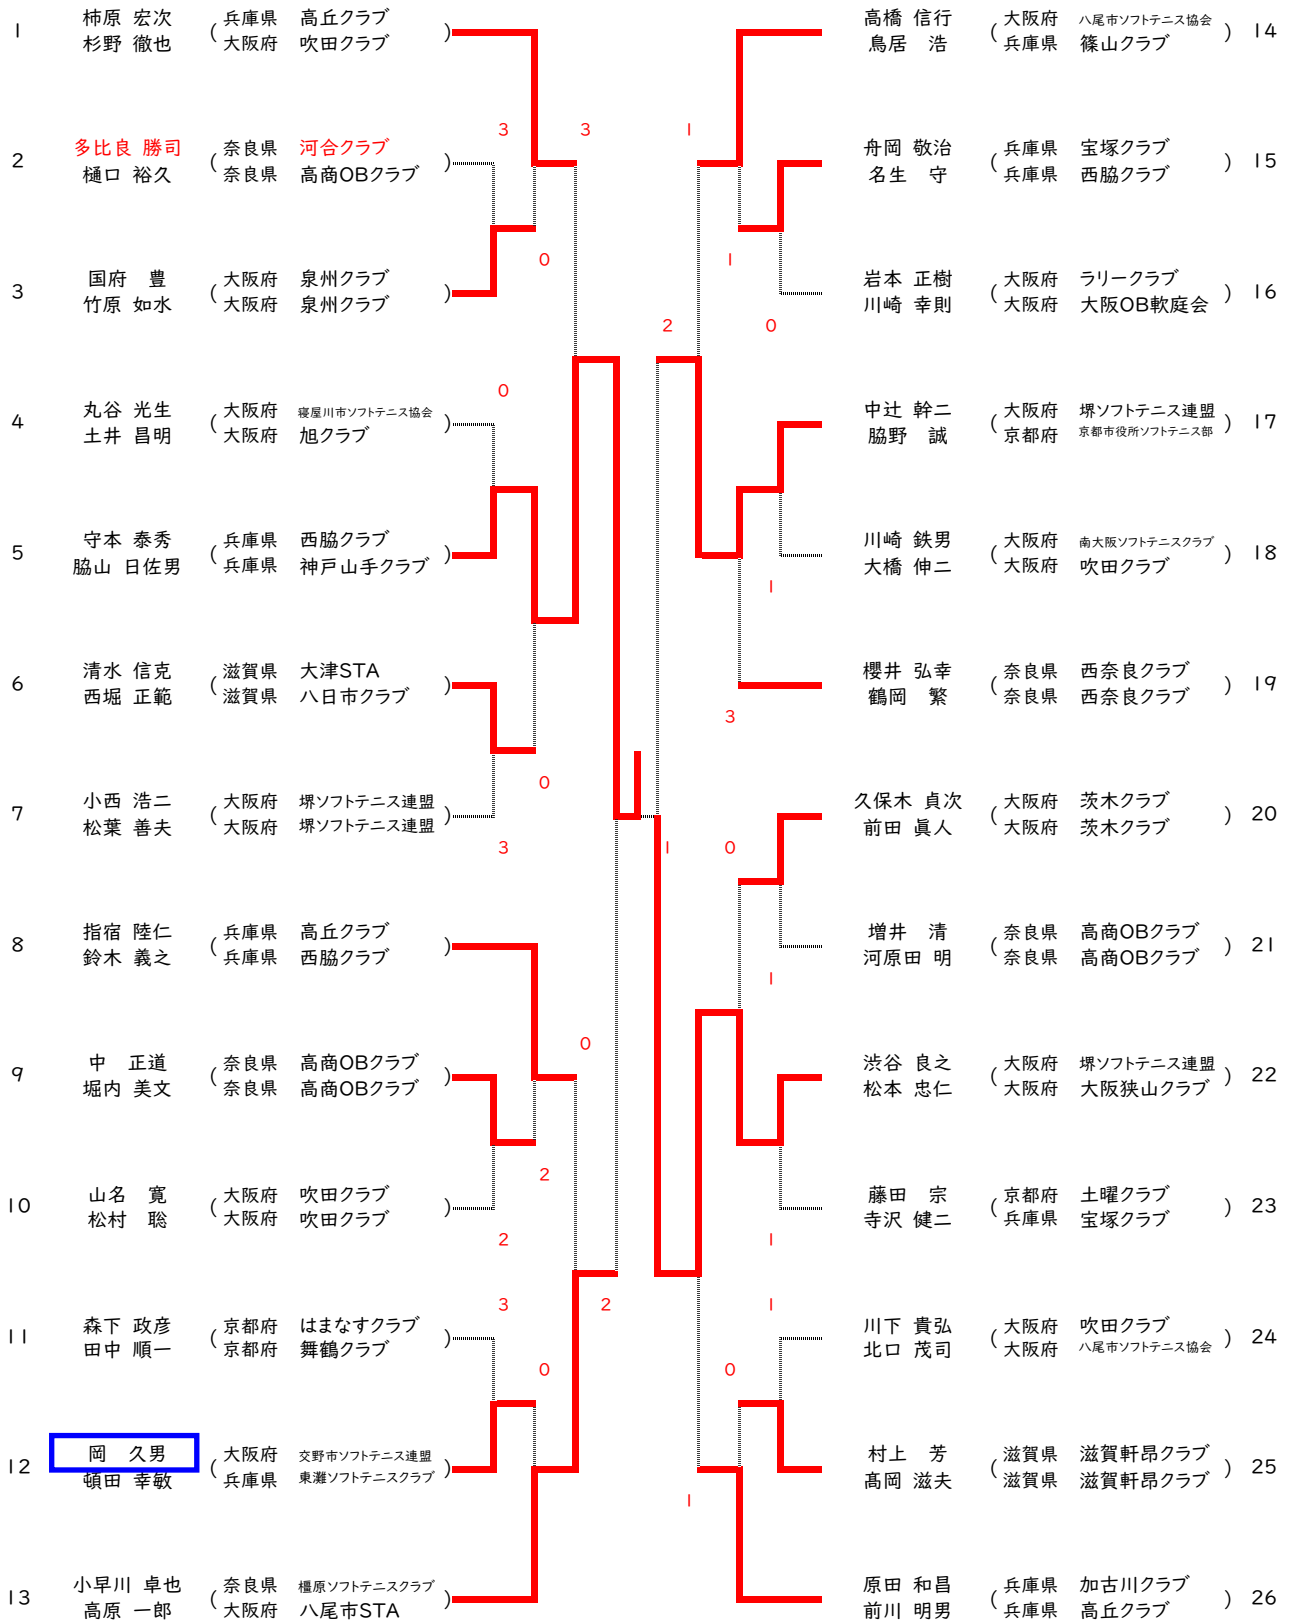 1 柿原 宏次 ( 兵庫県 高丘クラブ )
杉野 徹也 大阪府 吹田クラブ
2 多比良 勝司 ( 奈良県 河合クラブ )
樋口 裕久 奈良県 高商OBクラブ
3 国府 豊 ( 大阪府 泉州クラブ )
竹原 如水 大阪府 泉州クラブ
4 丸谷 光生 ( 大阪府 寝屋川市ソフトテニス協会 )
土井 昌明 大阪府 旭クラブ
5 守本 泰秀 ( 兵庫県 西脇クラブ )
脇山 日佐男 兵庫県 神戸山手クラブ
6 清水 信克 ( 滋賀県 大津STA )
西堀 正範 滋賀県 八日市クラブ
7 小西 浩二 ( 大阪府 堺ソフトテニス連盟 )
松葉 善夫 大阪府 堺ソフトテニス連盟
8 指宿 陸仁 ( 兵庫県 高丘クラブ )
鈴木 義之 兵庫県 西脇クラブ
9 中 正道 ( 奈良県 高商OBクラブ )
堀内 美文 奈良県 高商OBクラブ
10 山名 寛 ( 大阪府 吹田クラブ )
松村 聡 大阪府 吹田クラブ
11 森下 政彦 ( 京都府 はまなすクラブ )
田中 順一 京都府 舞鶴クラブ
12 岡 久男 ( 大阪府 交野市ソフトテニス連盟 )
頓田 幸敏 兵庫県 東灘ソフトテニスクラブ
13 小早川 卓也 ( 奈良県 橿原ソフトテニスクラブ )
高原 一郎 大阪府 八尾市STA
3 3
0
0
0
3
0
2
2
3 2
0
1
1
2 0
1
3
1 0
1
1
1
0
1
高橋 信行 ( 大阪府 八尾市ソフトテニス協会 ) 14
鳥居 浩 兵庫県 篠山クラブ
舟岡 敬治 ( 兵庫県 宝塚クラブ ) 15
名生 守 兵庫県 西脇クラブ
岩本 正樹 ( 大阪府 ラリークラブ ) 16
川崎 幸則 大阪府 大阪OB軟庭会
中辻 幹二 ( 大阪府 堺ソフトテニス連盟 ) 17
脇野 誠 京都府 京都市役所ソフトテニス部
川崎 鉄男 ( 大阪府 南大阪ソフトテニスクラブ ) 18
大橋 伸二 大阪府 吹田クラブ
櫻井 弘幸 ( 奈良県 西奈良クラブ ) 19
鶴岡 繁 奈良県 西奈良クラブ
久保木 貞次 ( 大阪府 茨木クラブ ) 20
前田 眞人 大阪府 茨木クラブ
増井 清 ( 奈良県 高商OBクラブ ) 21
河原田 明 奈良県 高商OBクラブ
渋谷 良之 ( 大阪府 堺ソフトテニス連盟 ) 22
松本 忠仁 大阪府 大阪狭山クラブ
藤田 宗 ( 京都府 土曜クラブ ) 23
寺沢 健二 兵庫県 宝塚クラブ
川下 貴弘 ( 大阪府 吹田クラブ ) 24
北口 茂司 大阪府 八尾市ソフトテニス協会
村上 芳 ( 滋賀県 滋賀軒昂クラブ ) 25
髙岡 滋夫 滋賀県 滋賀軒昂クラブ
原田 和昌 ( 兵庫県 加古川クラブ ) 26
前川 明男 兵庫県 高丘クラブ